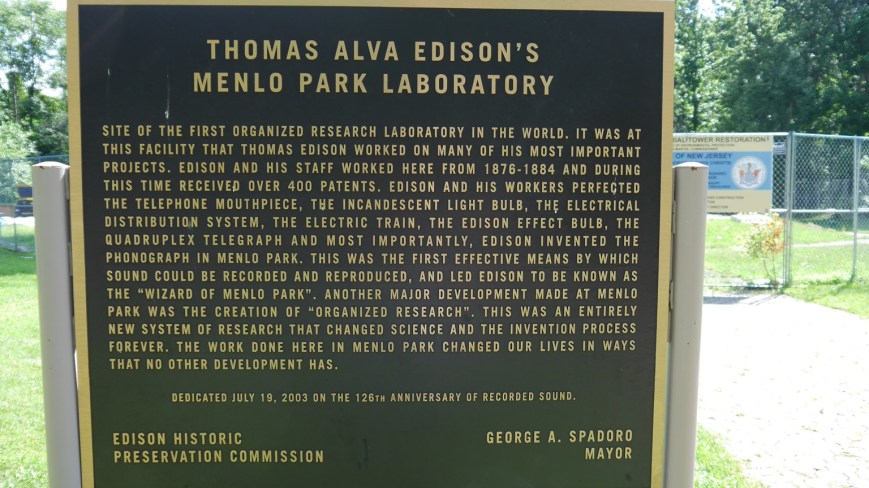 THOMAS ALVA EDISON'S
MENLO PARK LABORATORY
SITE OF THE FIRST ORGANIZED RESEARCH LABORATORY IN THE WORLD. IT WAS AT
THIS FACILITY THAT THOMAS EDISON WORKED ON MANY OF HIS MOST IMPORTANT
PROJECTS. EDISON AND HIS STAFF WORKED HERE FROM 1876-1884 AND DURING
THIS TIME RECEIVED OVER 400 PATENTS. EDISON AND HIS WORKERS PERFECTED
THE TELEPHONE MOUTHPIECE, THE INCANDESCENT LIGHT BULB, THE ELECTRICAL
DISTRIBUTION SYSTEM, THE ELECTRIC TRAIN, THE EDISON EFFECT BULB, THE
QUADRUPLEX TELEGRAPH AND MOST IMPORTANTLY, EDISON INVENTED THE
PHONOGRAPH IN MENLO PARK. THIS WAS THE FIRST EFFECTIVE MEANS BY WHICH
SOUND COULD BE RECORDED AND REPRODUCED, AND LED EDISON TO BE KNOWN AS
THE "WIZARD OF MENLO PARK". ANOTHER MAJOR DEVELOPMENT MADE AT MENLO
PARK WAS THE CREATION OF "ORGANIZED RESEARCH". THIS WAS AN ENTIRELY
NEW SYSTEM OF RESEARCH THAT CHANGED SCIENCE AND THE INVENTION PROCESS
FOREVER. THE WORK DONE HERE IN MENLO PARK CHANGED OUR LIVES IN WAYS
THAT NO OTHER DEVELOPMENT HAS.
DEDICATED JULY 19, 2003 ON THE 126TH ANNIVERSARY OF RECORDED SOUND.
EDISON HISTORIC
PRESERVATION COMMISSION
GEORGE A. SPADORO
MAYOR
TOWER RESTORATION
OF NEW JERSEY